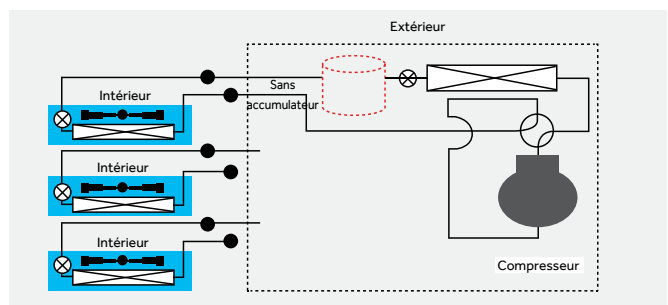 Extérieur
Intérieur
Sans
accumulateur
Intérieur
Intérieur
Compresseur